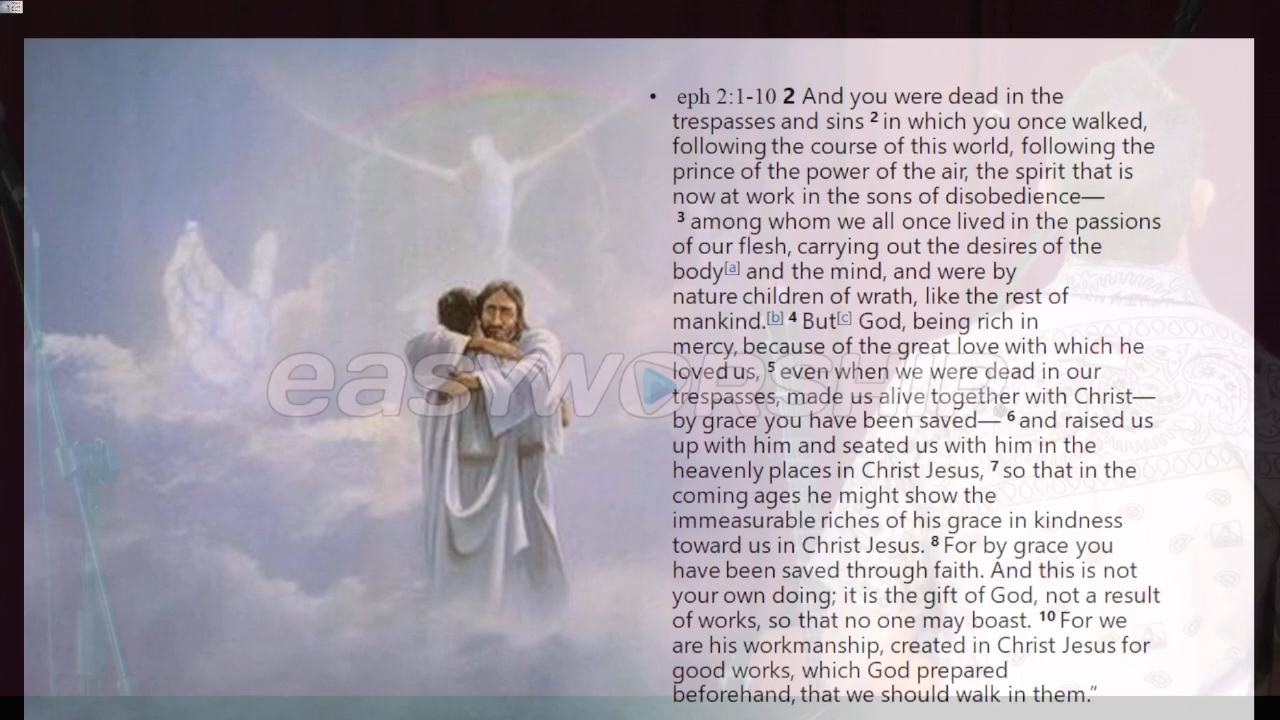 • eph 2:1-10 2 And you were dead in the
trespasses and sins 2 in which you once walked,
following the course of this world, following the
prince of the power of the air, the spirit that is
now at work in the sons of disobedience—
3 among whom we all once lived in the passions
of our flesh, carrying out the desires of the
body[a] and the mind, and were by
nature children of wrath, like the rest of
mankind.[b] 4 But[c] God, being rich in
mercy, because of the great love with which he
loved us, 5 even when we were dead in our
trespasses, made us alive together with Christ—
by grace you have been saved— 6 and raised us
up with him and seated us with him in the
heavenly places in Christ Jesus, 7 so that in the
coming ages he might show the
immeasurable riches of his grace in kindness
toward us in Christ Jesus. 8 For by grace you
have been saved through faith. And this is not
your own doing; it is the gift of God, not a result
of works, so that no one may boast. 10 For we
are his workmanship, created in Christ Jesus for
good works, which God prepared
beforehand, that we should walk in them.”
easyWORSHIP